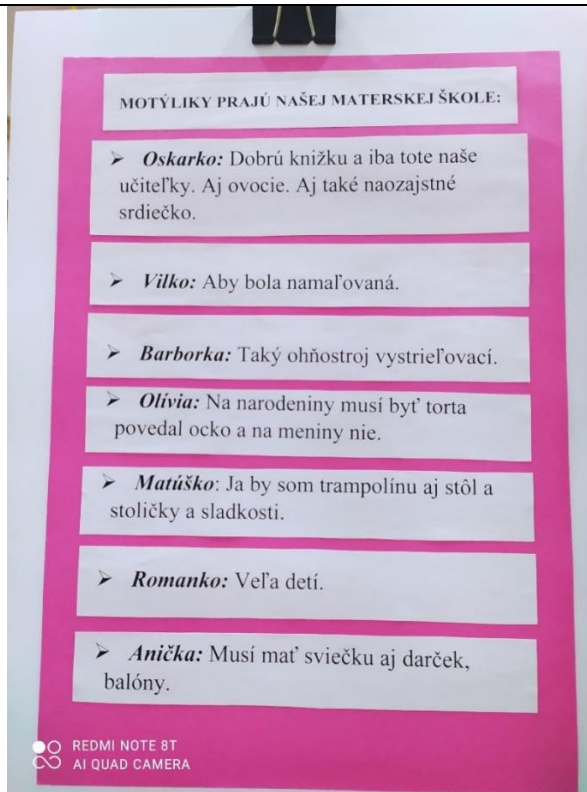 MOTÝLIKY PRAJÚ NAŠEJ MATERSKEJ ŠKOLE:
➢ Oskarko: Dobrú knižku a iba tote naše
učiteľky. Aj ovocie. Aj také naozajstné
srdiečko.
➢ Vilko: Aby bola namaľovaná.
➢ Barborka: Taký ohňostroj vystrieľovací.
➢ Olívia: Na narodeniny musí byť torta
povedal ocko a na meniny nie.
➢ Matúško: Ja by som trampolínu aj stôl a
stoličky a sladkosti.
➢ Romanko: Veľa detí.
➢ Anička: Musí mať sviečku aj darček,
balóny.
REDMI NOTE 8T
AI QUAD CAMERA